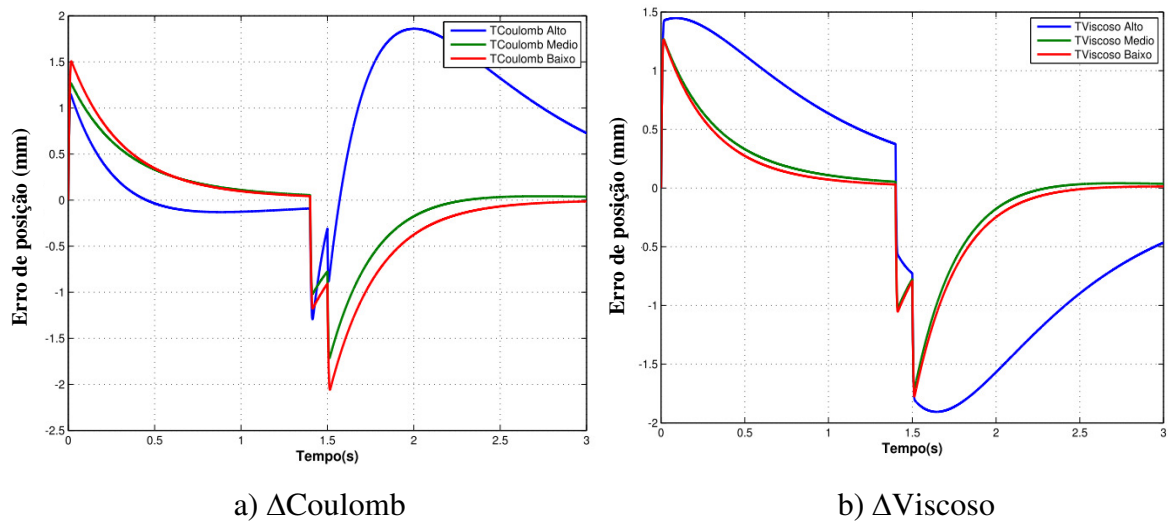 2
1.5
1
0.5
0
-0.5
-1
-1.5
-2
-2.5
Erro de posição (mm)
TCoulomb Alto
TCoulomb Medio
TCoulomb Baixo
0
0.5
1
1.5
2
2.5
3
Tempo(s)
a) ΔCoulomb
1.5
1
0.5
0
-0.5
-1
-1.5
-2
Erro de posição (mm)
TViscoso Alto
TViscoso Medio
TViscoso Baixo
0
0.5
1
1.5
2
2.5
3
Tempo(s)
b) ΔViscoso